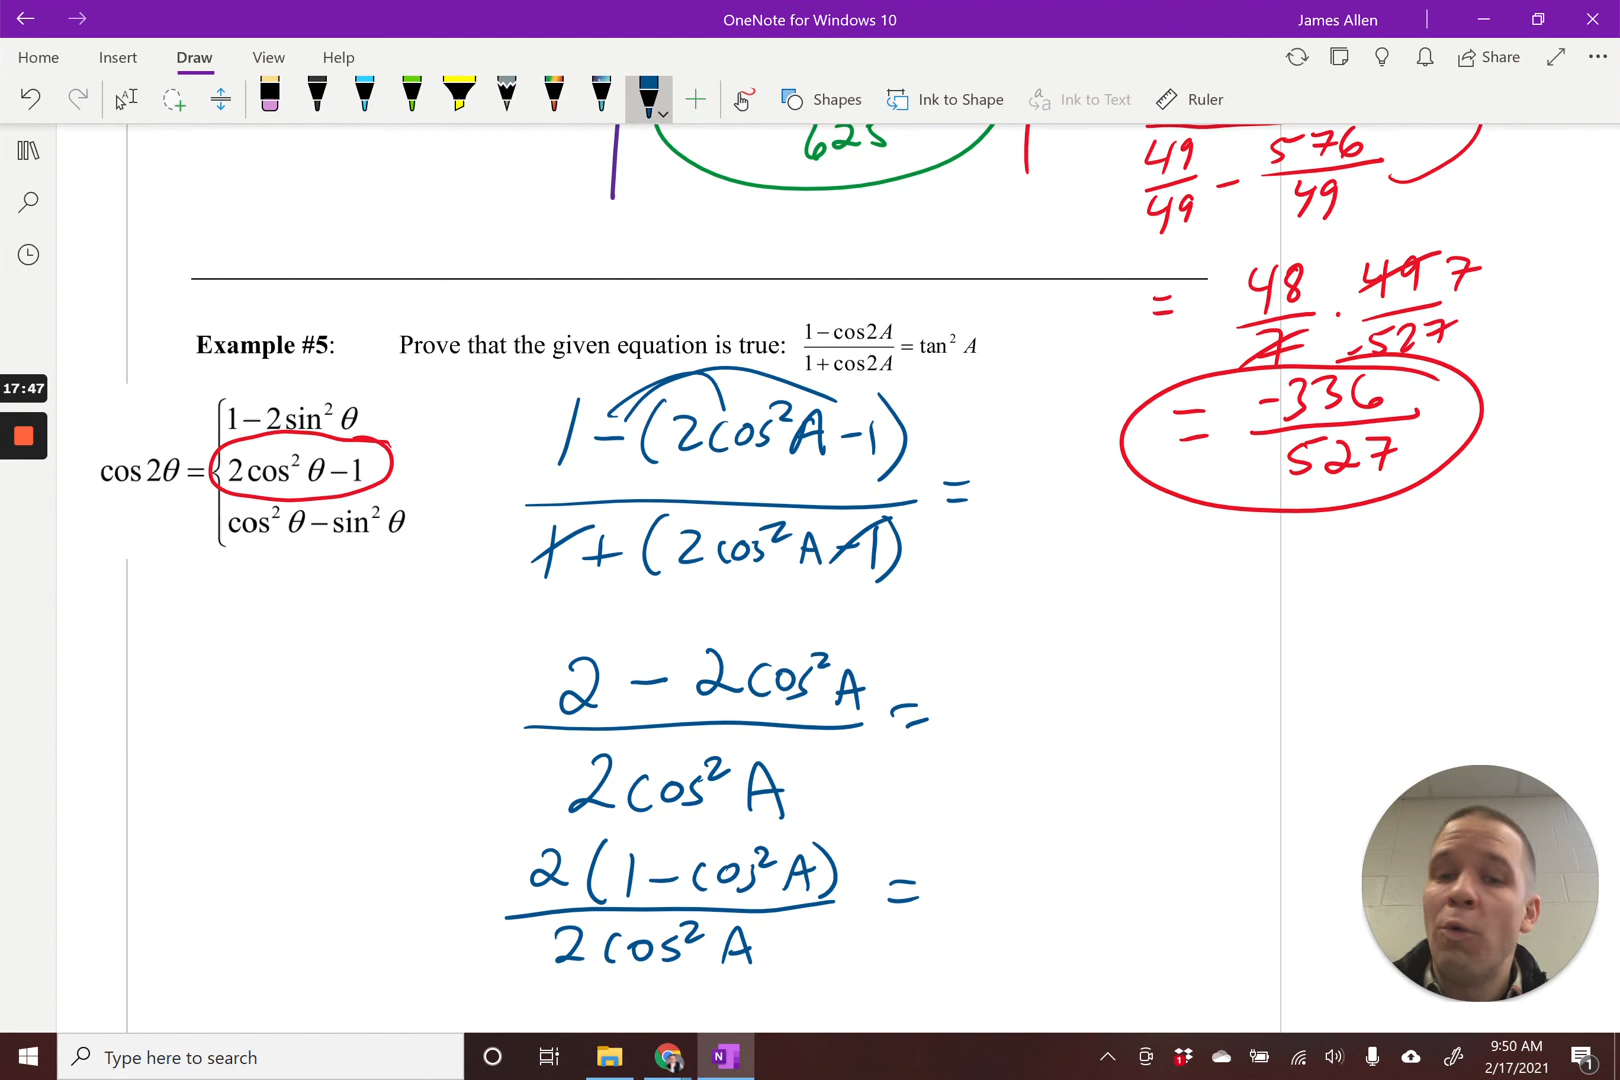 OneNote for Windows 10
James Allen
Home Insert Draw View Help
Share
Shapes
Ink to Shape
Ink to Text
Ruler
625
49/49 - 576/49
= 48/7 · 49 7/-527
= -336/527
Example #5: Prove that the given equation is true: (1 - cos2A)/(1 + cos2A) = tan² A
17:47
cos2θ = { 1 - 2sin² θ
2cos² θ - 1
cos² θ - sin² θ
1 - (2cos²A - 1) / 1 + (2cos²A - 1) =
2 - 2cos²A / 2cos²A =
2(1 - cos²A) / 2cos²A =
Type here to search
9:50 AM
2/17/2021
1
1